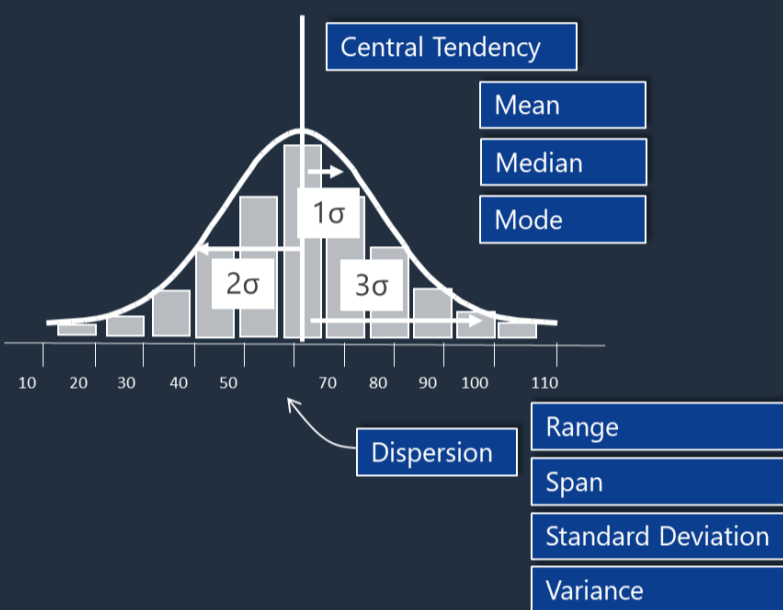 Central Tendency
Mean
Median
Mode
1σ
2σ
3σ
10 20 30 40 50 70 80 90 100 110
Dispersion
Range
Span
Standard Deviation
Variance